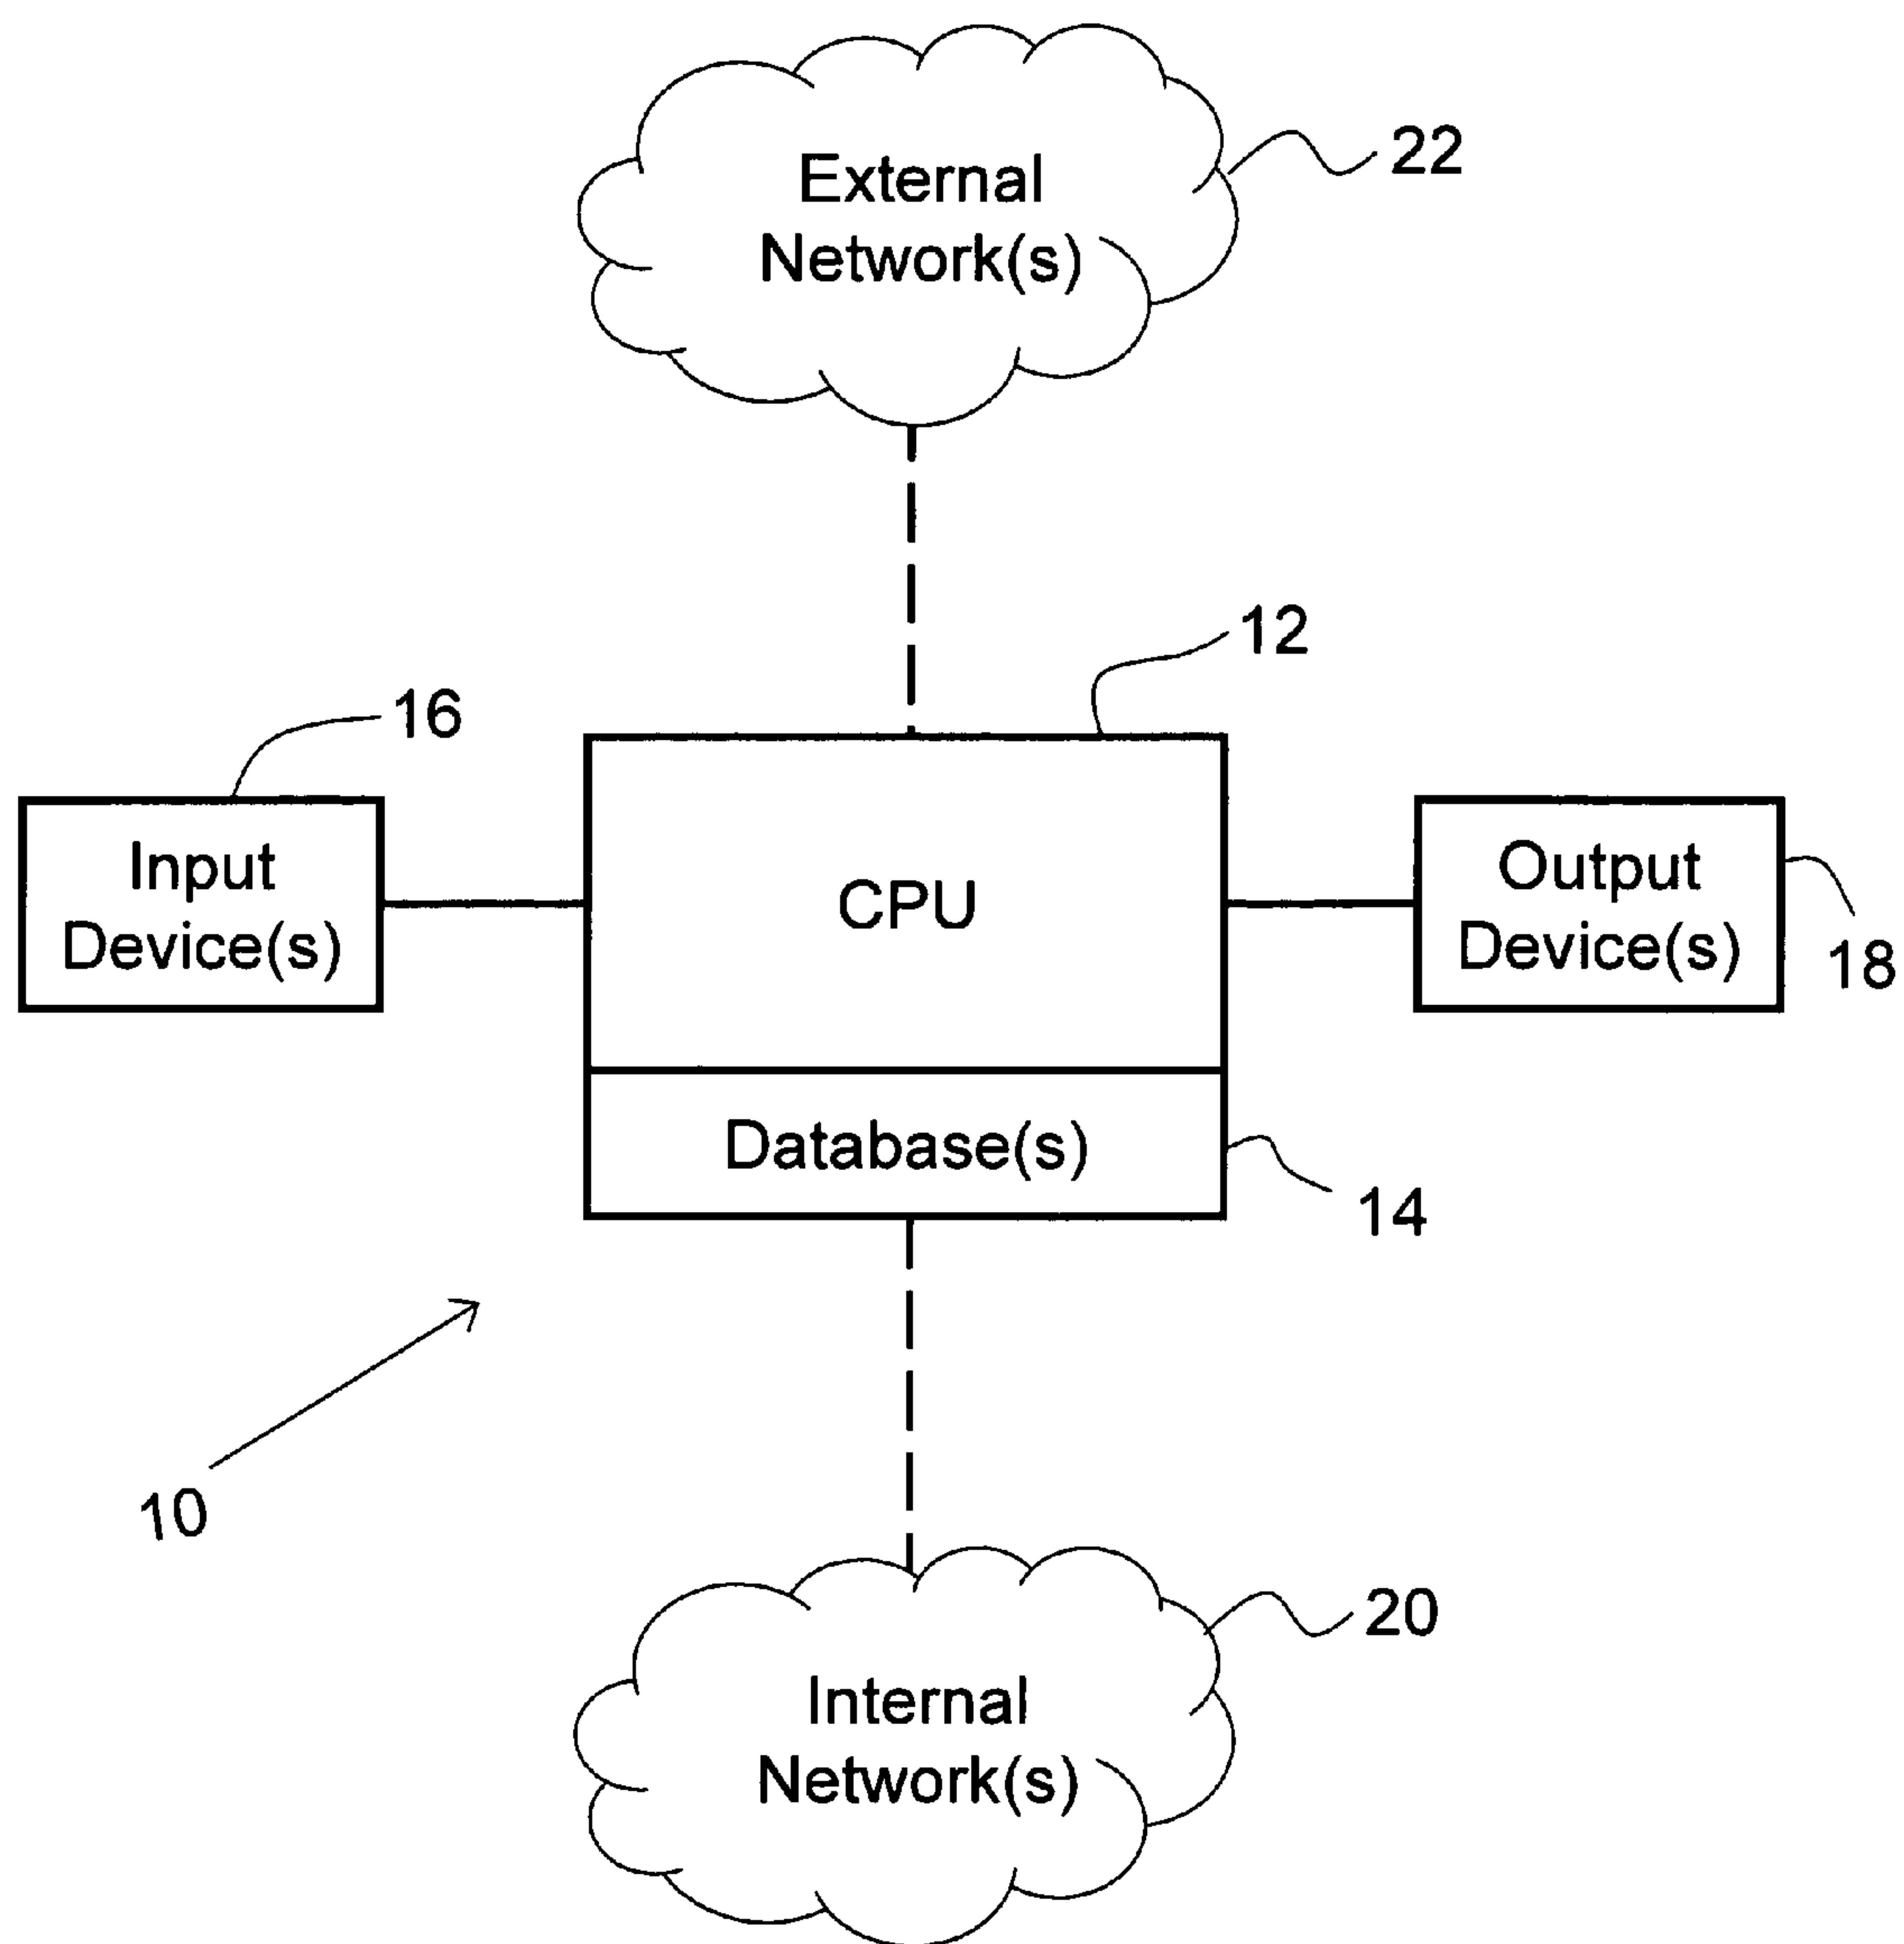 External
Network(s)
22
12
16
Input
Device(s)
CPU
Output
Device(s)
18
Database(s)
14
10
20
Internal
Network(s)